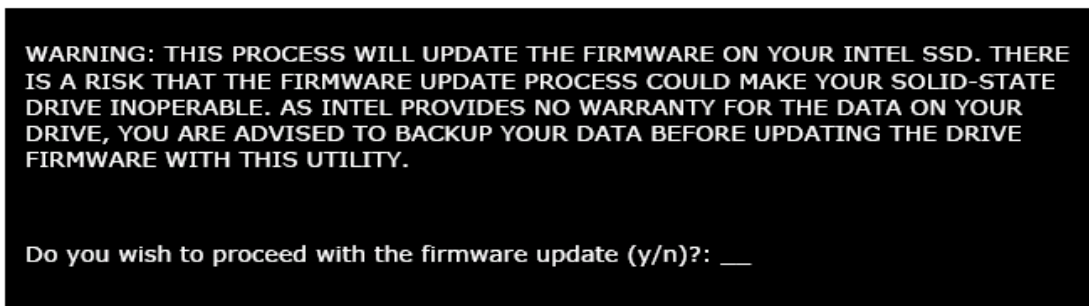 WARNING: THIS PROCESS WILL UPDATE THE FIRMWARE ON YOUR INTEL SSD. THERE
IS A RISK THAT THE FIRMWARE UPDATE PROCESS COULD MAKE YOUR SOLID-STATE
DRIVE INOPERABLE. AS INTEL PROVIDES NO WARRANTY FOR THE DATA ON YOUR
DRIVE, YOU ARE ADVISED TO BACKUP YOUR DATA BEFORE UPDATING THE DRIVE
FIRMWARE WITH THIS UTILITY.
Do you wish to proceed with the firmware update (y/n)?: __